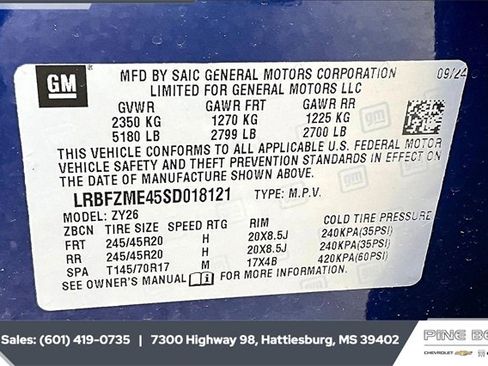 GM
MFD BY SAIC GENERAL MOTORS CORPORATION 09/24
LIMITED FOR GENERAL MOTORS LLC
GVWR GAWR FRT GAWR RR
2350 KG 1270 KG 1225 KG
5180 LB 2799 LB 2700 LB
THIS VEHICLE CONFORMS TO ALL APPLICABLE U.S. FEDERAL MOTOR
VEHICLE SAFETY AND THEFT PREVENTION STANDARDS IN EFFECT ON
THE DATE OF MANUFACTURE SHOWN ABOVE.
LRBFZME45SD018121 TYPE: M.P.V.
MODEL: ZY26
ZBCN TIRE SIZE SPEED RTG RIM COLD TIRE PRESSURE
FRT 245/45R20 H 20X8.5J 240KPA(35PSI)
RR 245/45R20 H 20X8.5J 240KPA(35PSI)
SPA T145/70R17 M 17X4B 420KPA(60PSI)
SEE OWNER'S MANUAL FOR MORE INFORMATION.
Sales: (601) 419-0735 | 7300 Highway 98, Hattiesburg, MS 39402
PINE
CHEVROLET